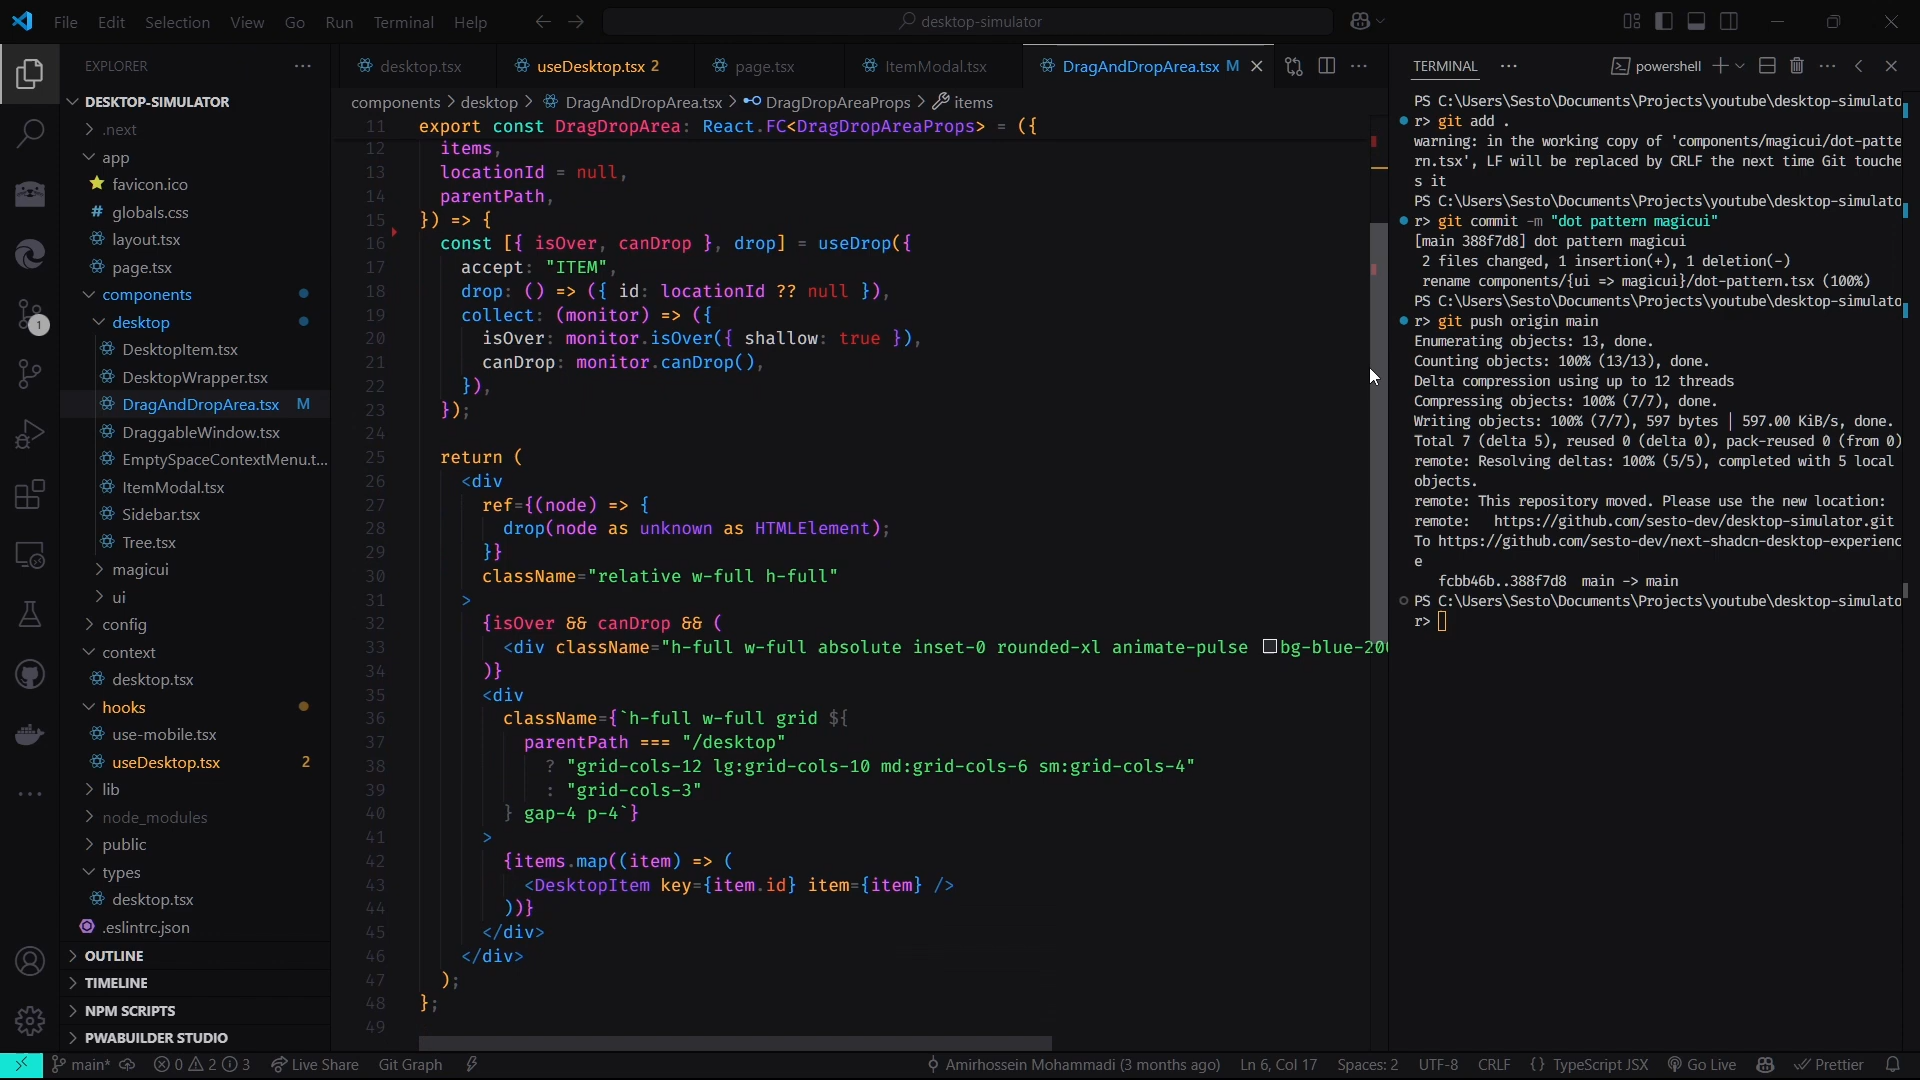 File Edit Selection View Go Run Terminal Help
desktop-simulator
EXPLORER
DESKTOP-SIMULATOR
.next
app
favicon.ico
# globals.css
layout.tsx
page.tsx
components
desktop
DesktopItem.tsx
DesktopWrapper.tsx
DragAndDropArea.tsx M
DraggableWindow.tsx
EmptySpaceContextMenu.t...
ItemModal.tsx
Sidebar.tsx
Tree.tsx
magicui
ui
config
context
desktop.tsx
hooks
use-mobile.tsx
useDesktop.tsx 2
lib
node_modules
public
types
desktop.tsx
.eslintrc.json
OUTLINE
TIMELINE
NPM SCRIPTS
PWABUILDER STUDIO
1
desktop.tsx
useDesktop.tsx 2
page.tsx
ItemModal.tsx
DragAndDropArea.tsx M
components > desktop > DragAndDropArea.tsx > DragDropAreaProps > items
11 export const DragDropArea: React.FC<DragDropAreaProps> = ({
12 items,
13 locationId = null,
14 parentPath,
15 }) => {
16 const [{ isOver, canDrop }, drop] = useDrop({
17 accept: "ITEM",
18 drop: () => ({ id: locationId ?? null }),
19 collect: (monitor) => ({
20 isOver: monitor.isOver({ shallow: true }),
21 canDrop: monitor.canDrop(),
22 }),
23 });
24
25 return (
26 <div
27 ref={(node) => {
28 drop(node as unknown as HTMLElement);
29 }}
30 className="relative w-full h-full"
31 >
32 {isOver && canDrop && (
33 <div className="h-full w-full absolute inset-0 rounded-xl animate-pulse bg-blue-200
34 )}
35 <div
36 className={`h-full w-full grid ${
37 parentPath === "/desktop"
38 ? "grid-cols-12 lg:grid-cols-10 md:grid-cols-6 sm:grid-cols-4"
39 : "grid-cols-3"
40 } gap-4 p-4`}
41 >
42 {items.map((item) => (
43 <DesktopItem key={item.id} item={item} />
44 ))}
45 </div>
46 </div>
47 );
48 };
49
TERMINAL
powershell
PS C:\Users\Sesto\Documents\Projects\youtube\desktop-simulato
r> git add .
warning: in the working copy of 'components/magicui/dot-patte
rn.tsx', LF will be replaced by CRLF the next time Git touche
s it
PS C:\Users\Sesto\Documents\Projects\youtube\desktop-simulato
r> git commit -m "dot pattern magicui"
[main 388f7d8] dot pattern magicui
2 files changed, 1 insertion(+), 1 deletion(-)
rename components/{ui => magicui}/dot-pattern.tsx (100%)
PS C:\Users\Sesto\Documents\Projects\youtube\desktop-simulato
r> git push origin main
Enumerating objects: 13, done.
Counting objects: 100% (13/13), done.
Delta compression using up to 12 threads
Compressing objects: 100% (7/7), done.
Writing objects: 100% (7/7), 597 bytes | 597.00 KiB/s, done.
Total 7 (delta 5), reused 0 (delta 0), pack-reused 0 (from 0)
remote: Resolving deltas: 100% (5/5), completed with 5 local
objects.
remote: This repository moved. Please use the new location:
remote: https://github.com/sesto-dev/desktop-simulator.git
To https://github.com/sesto-dev/next-shadcn-desktop-experienc
e
fcbb46b..388f7d8 main -> main
PS C:\Users\Sesto\Documents\Projects\youtube\desktop-simulato
r>
main* 0 2 3 Live Share Git Graph
Amirhossein Mohammadi (3 months ago) Ln 6, Col 17 Spaces: 2 UTF-8 CRLF {} TypeScript JSX Go Live Prettier